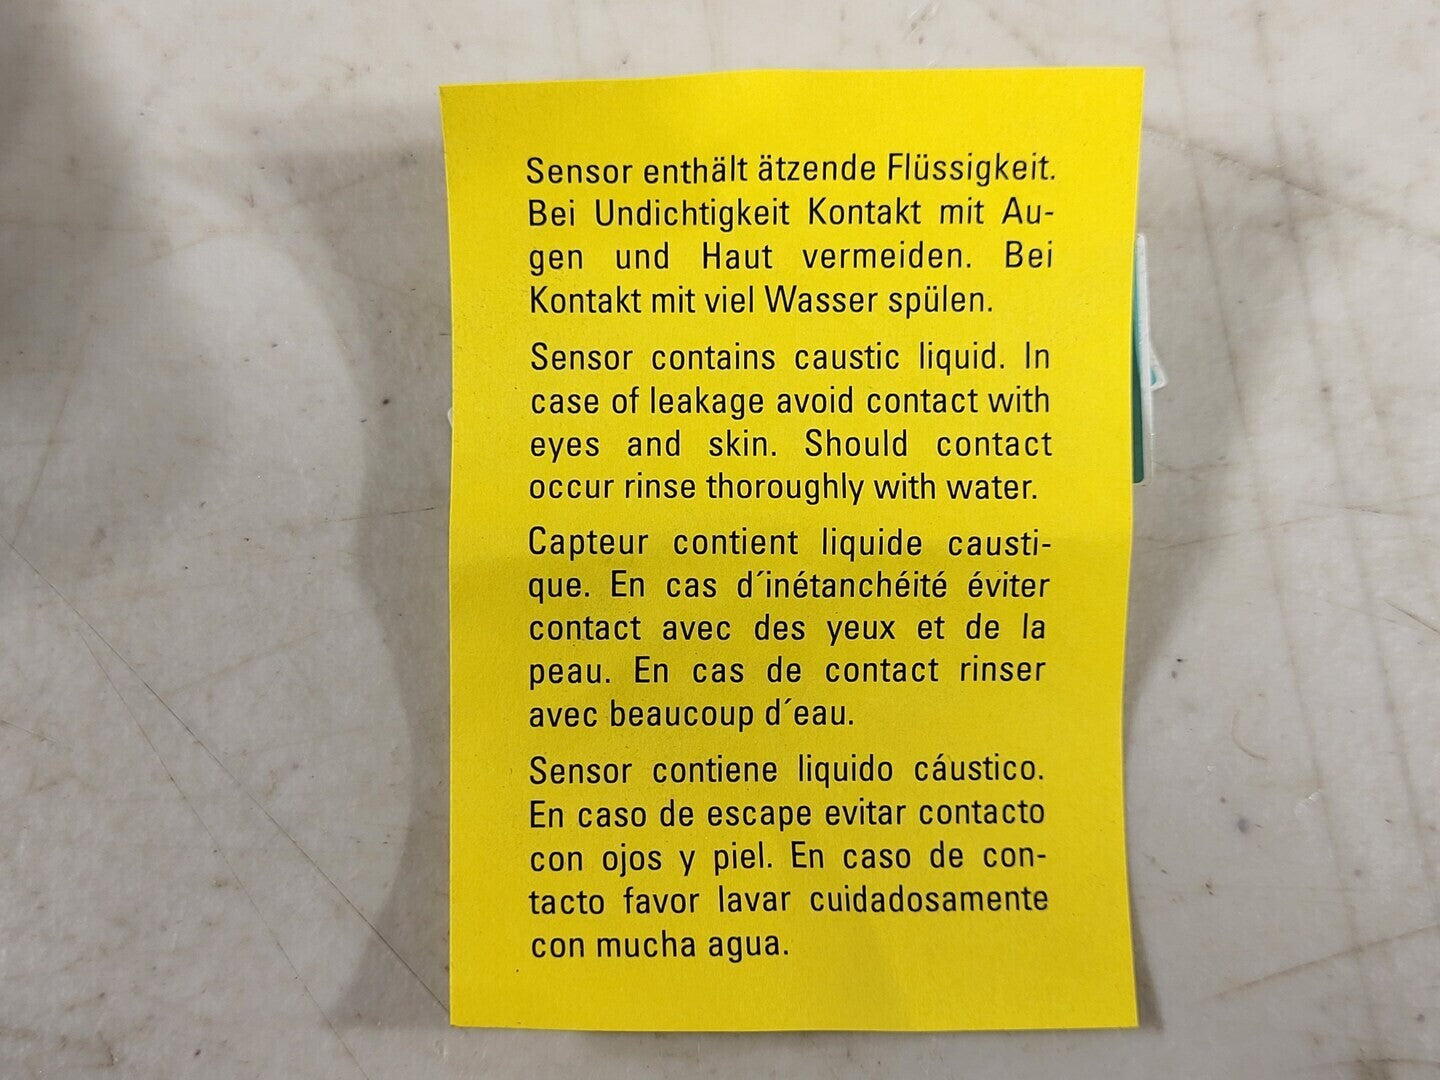 Sensor enthält ätzende Flüssigkeit.
Bei Undichtigkeit Kontakt mit Au-
gen und Haut vermeiden. Bei
Kontakt mit viel Wasser spülen.
Sensor contains caustic liquid. In
case of leakage avoid contact with
eyes and skin. Should contact
occur rinse thoroughly with water.
Capteur contient liquide causti-
que. En cas d´inétanchéité éviter
contact avec des yeux et de la
peau. En cas de contact rinser
avec beaucoup d´eau.
Sensor contiene liquido cáustico.
En caso de escape evitar contacto
con ojos y piel. En caso de con-
tacto favor lavar cuidadosamente
con mucha agua.